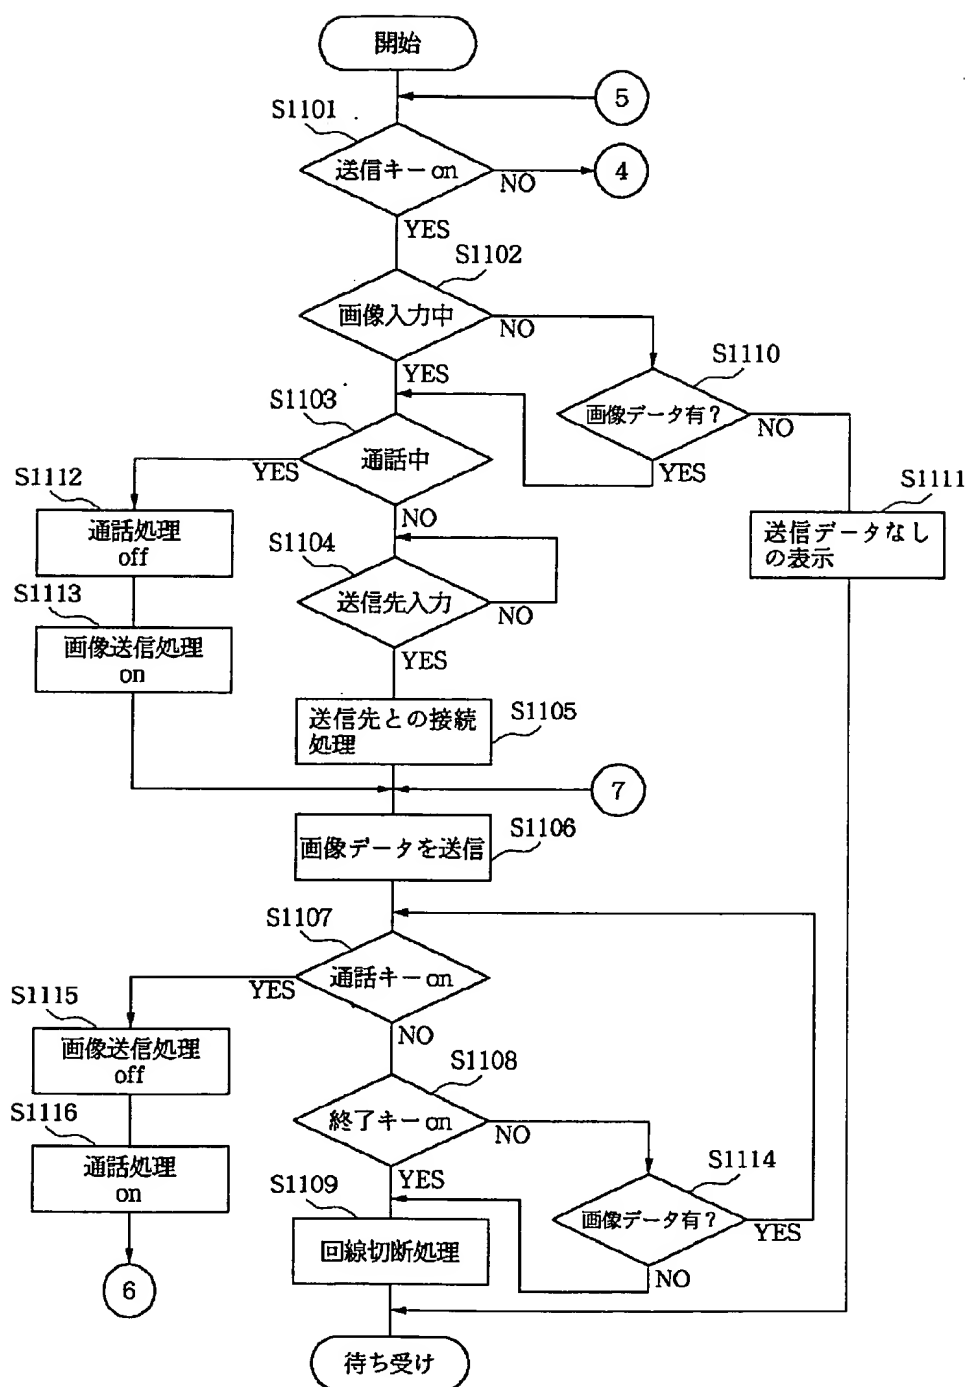 開始
5
S1101
送信キーon
NO
4
YES
S1102
画像入力中
NO
YES
S1110
画像データ有?
NO
YES
S1103
通話中
YES
NO
S1112
通話処理
off
S1111
送信データなし
の表示
S1104
送信先入力
NO
YES
S1113
画像送信処理
on
送信先との接続
処理
S1105
7
画像データを送信
S1106
S1107
通話キーon
YES
NO
S1115
画像送信処理
off
S1108
終了キーon
NO
YES
S1116
通話処理
on
S1114
画像データ有?
YES
NO
S1109
回線切断処理
6
待ち受け